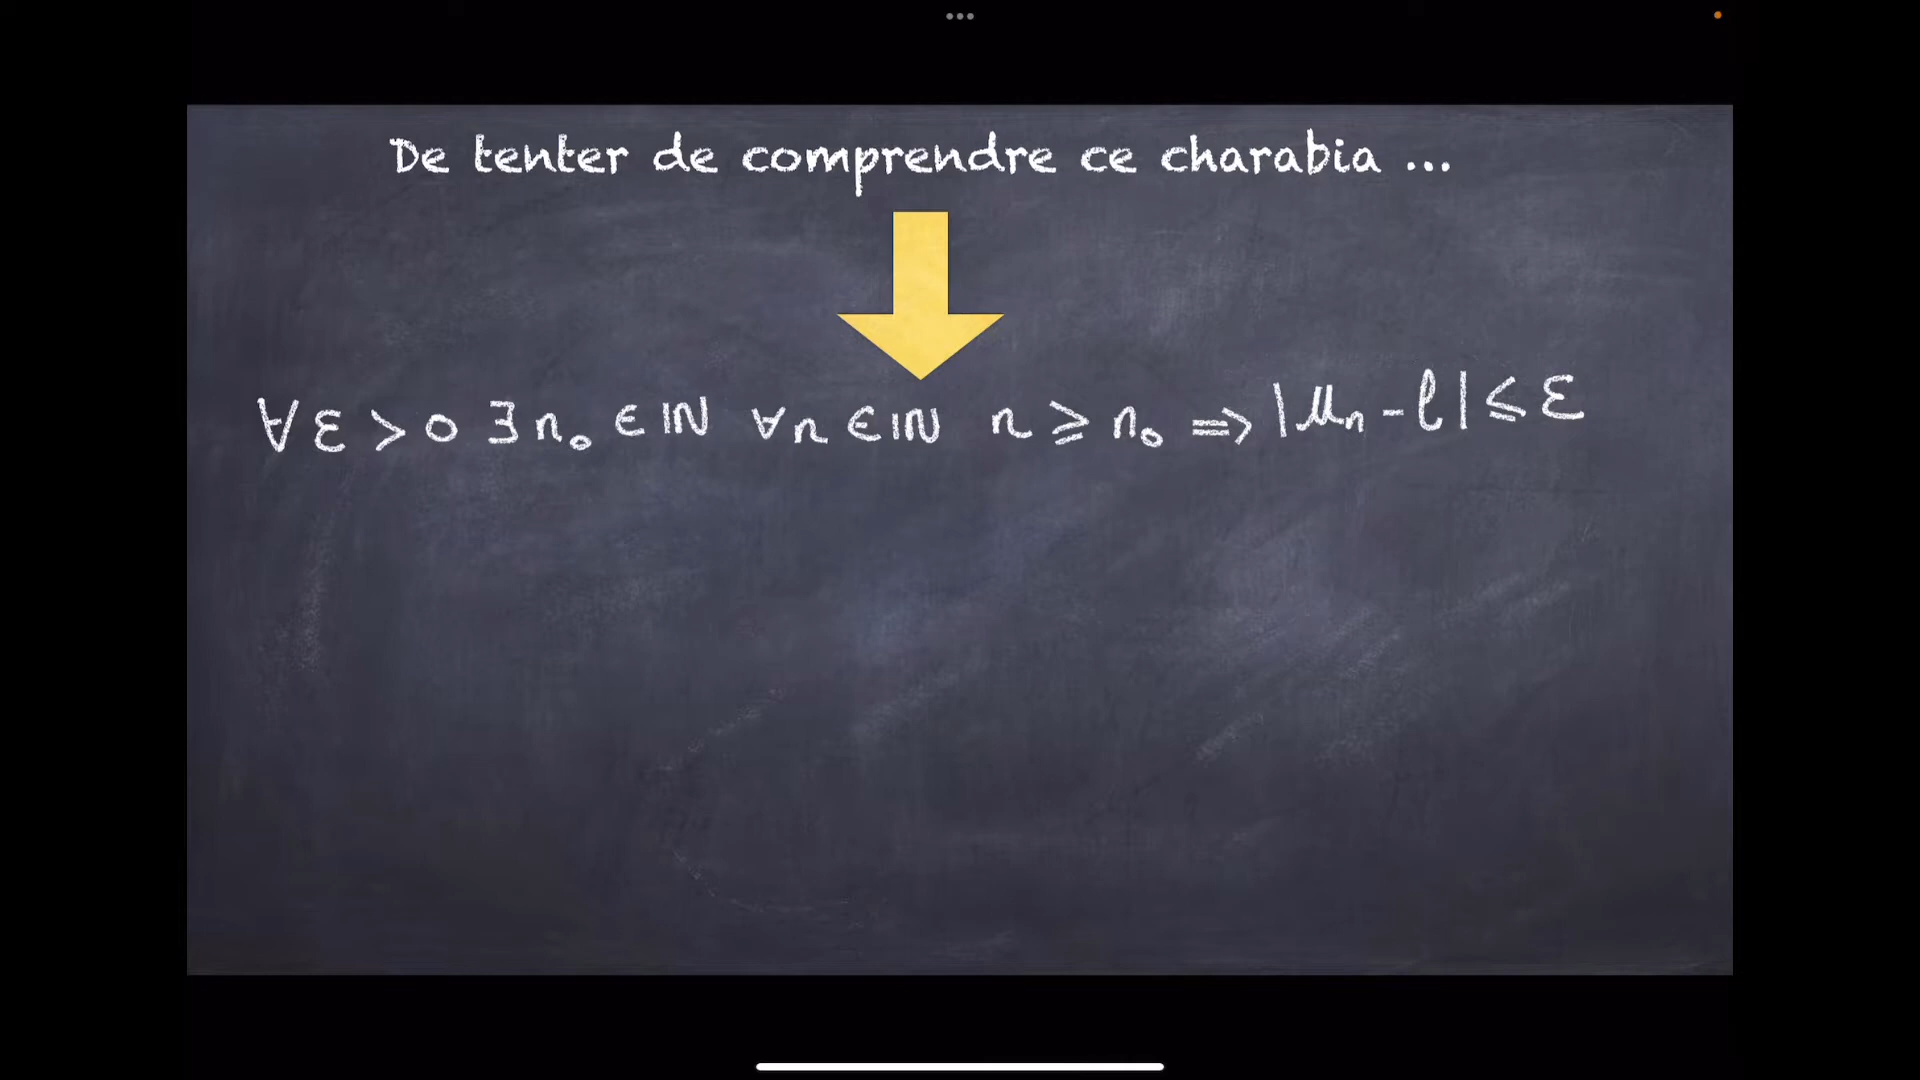 De tenter de comprendre ce charabia ...
∀ε > 0 ∃ n₀ ∈ ℕ ∀n ∈ ℕ n ⩾ n₀ ⟹ |uₙ - ℓ| ⩽ ε